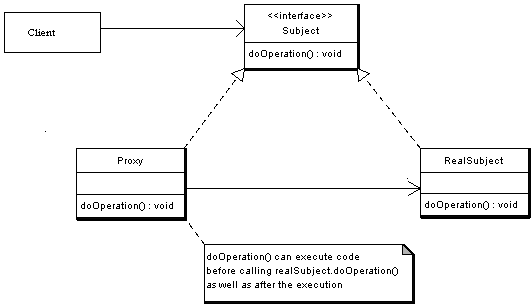 Client
<<interface>>
Subject
doOperation() : void
Proxy
doOperation() : void
RealSubject
doOperation() : void
doOperation() can execute code
before calling realSubject.doOperation()
as well as after the execution